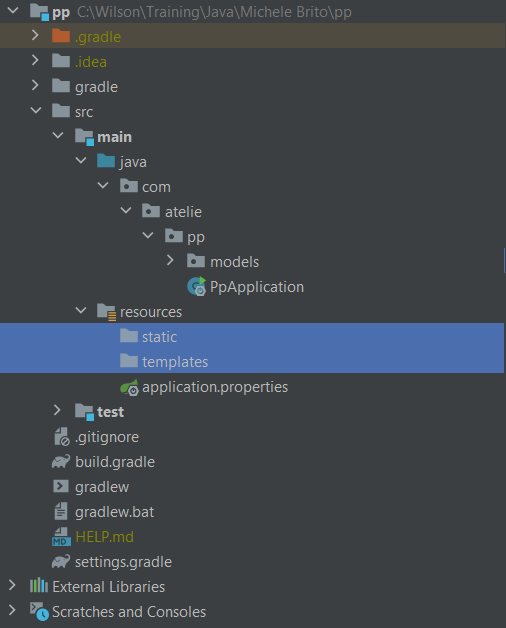 pp C:\Wilson\Training\Java\Michele Brito\pp
.gradle
.idea
gradle
src
main
java
com
atelie
pp
models
PpApplication
resources
static
templates
application.properties
test
.gitignore
build.gradle
gradlew
gradlew.bat
MD HELP.md
settings.gradle
External Libraries
Scratches and Consoles